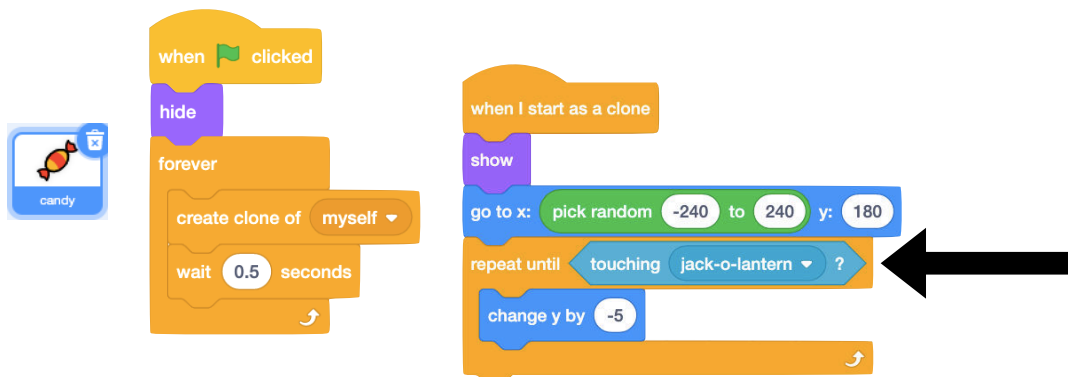 candy
when clicked
hide
forever
create clone of myself
wait 0.5 seconds
when I start as a clone
show
go to x: pick random -240 to 240 y: 180
repeat until touching jack-o-lantern ?
change y by -5